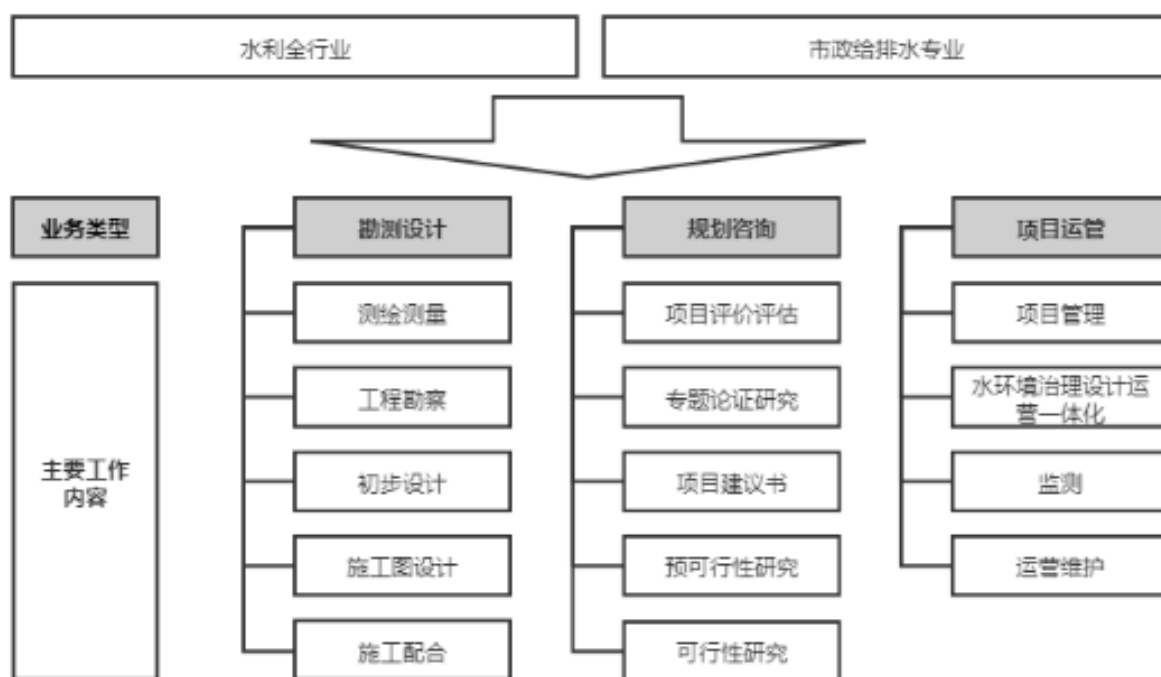 水利全行业
市政给排水专业
业务类型
勘测设计
规划咨询
项目运管
主要工作
内容
测绘测量
工程勘察
初步设计
施工图设计
施工配合
项目评价评估
专题论证研究
项目建议书
预可行性研究
可行性研究
项目管理
水环境治理设计运
营一体化
监测
运营维护